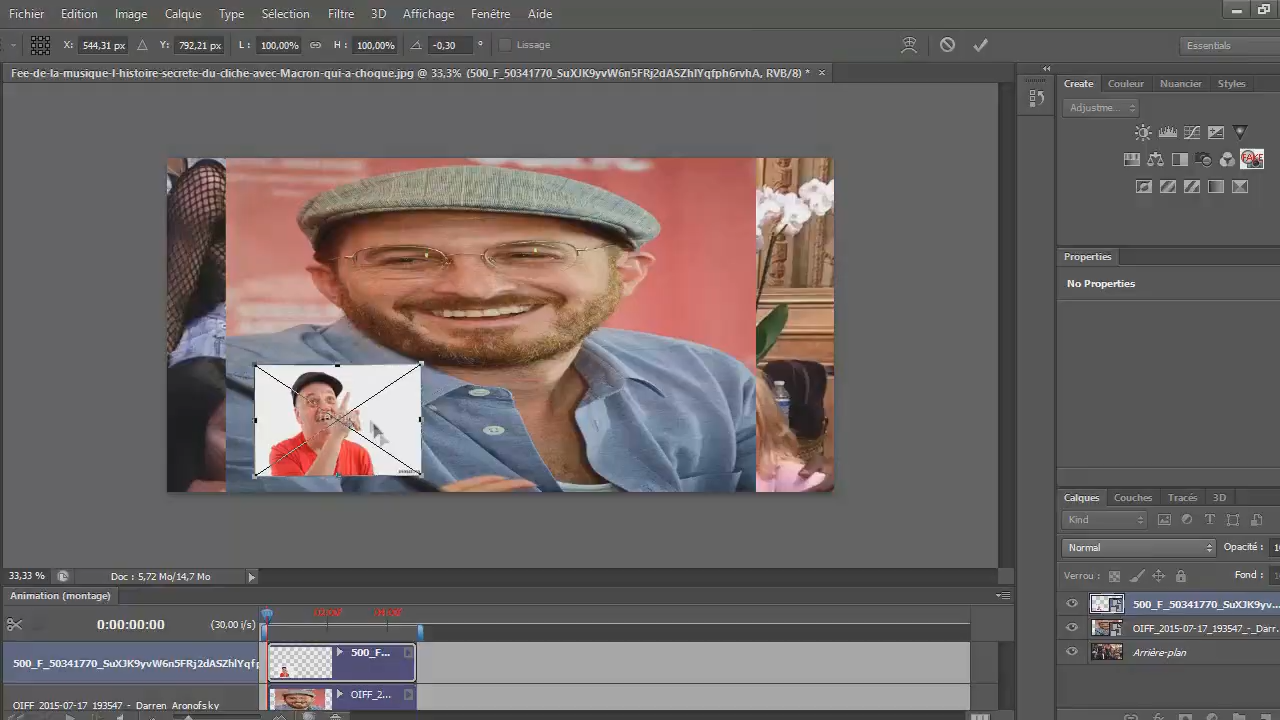 Fichier Edition Image Calque Type Sélection Filtre 3D Affichage Fenêtre Aide
X: 544,31 px Y: 792,21 px L: 100,00% H: 100,00% -0,30 ° Lissage Essentials
Fee-de-la-musique-l-histoire-secrete-du-cliche-avec-Macron-qui-a-choque.jpg @ 33,3% (500_F_50341770_SuXJK9yvW6n5FRj2dASZhlYqfph6rvhA, RVB/8) * ×
Create Couleur Nuancier Styles
Adjustme...
FAKE
Properties
No Properties
Calques Couches Tracés 3D
Kind
Normal Opacité :
Verrou : Fond :
500_F_50341770_SuXJK9yv...
OIFF_2015-07-17_193547_-_Darr...
Arrière-plan
33,33 % Doc : 5,72 Mo/14,7 Mo
Animation (montage)
0:00:00:00 (30,00 i/s)
500_F_50341770_SuXJK9yvW6n5FRj2dASZhlYqfp 500_F...
OIFF_2015-07-17_193547_-_Darren_Aronofsky OIFF_2...